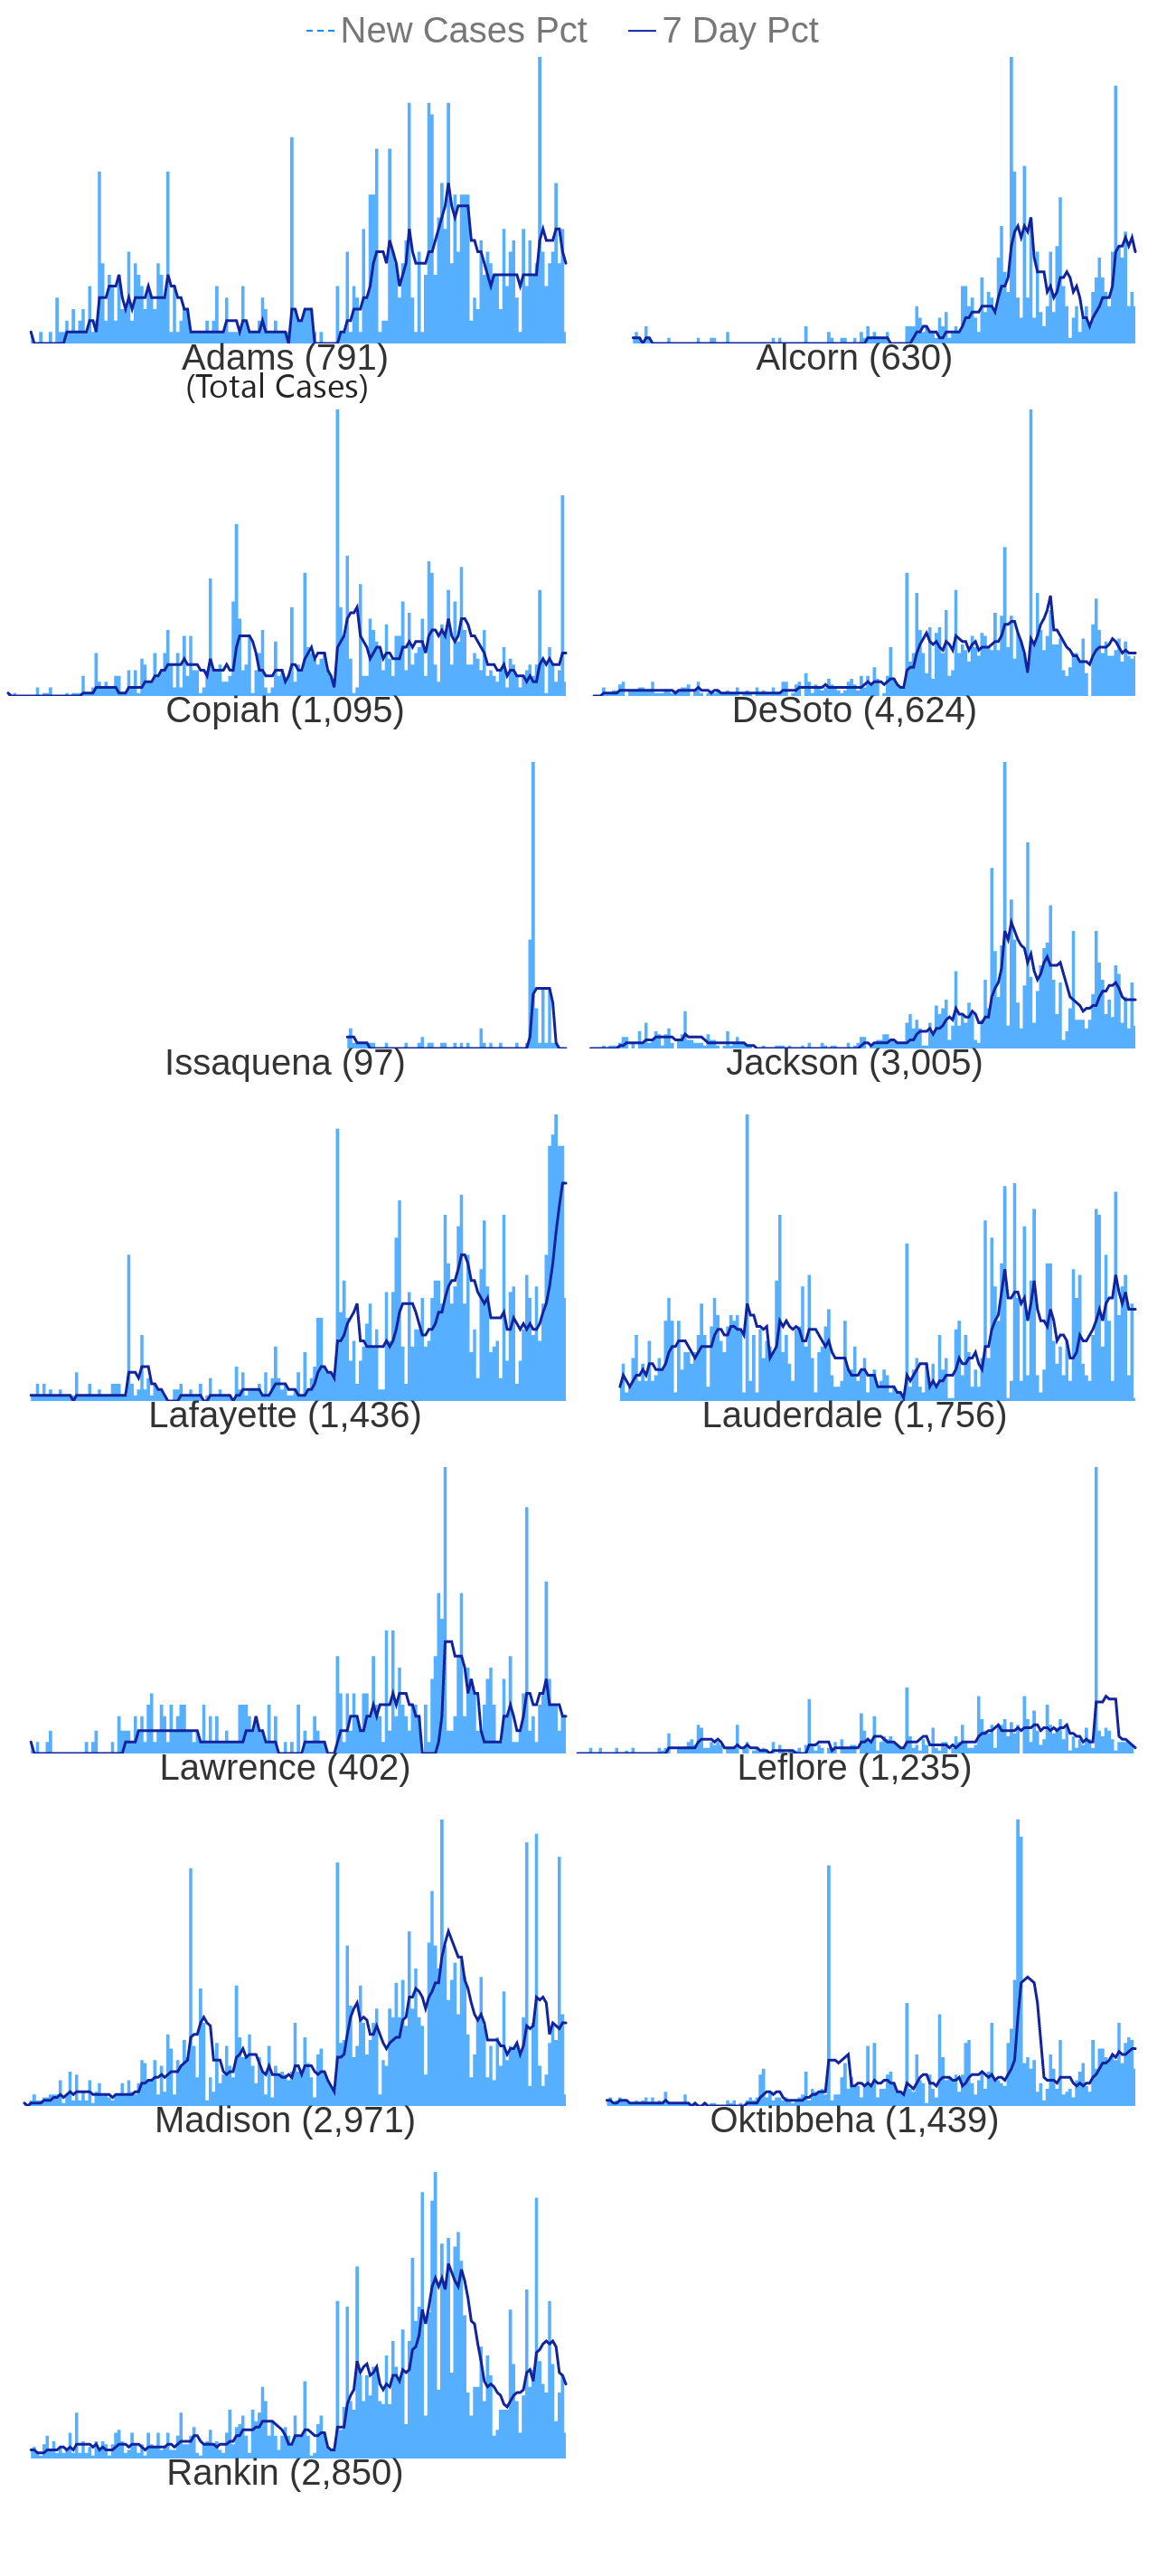 New Cases Pct 7 Day Pct
Adams (791) Alcorn (630)
(Total Cases)
Copiah (1,095) DeSoto (4,624)
Issaquena (97) Jackson (3,005)
Lafayette (1,436) Lauderdale (1,756)
Lawrence (402) Leflore (1,235)
Madison (2,971) Oktibbeha (1,439)
Rankin (2,850)